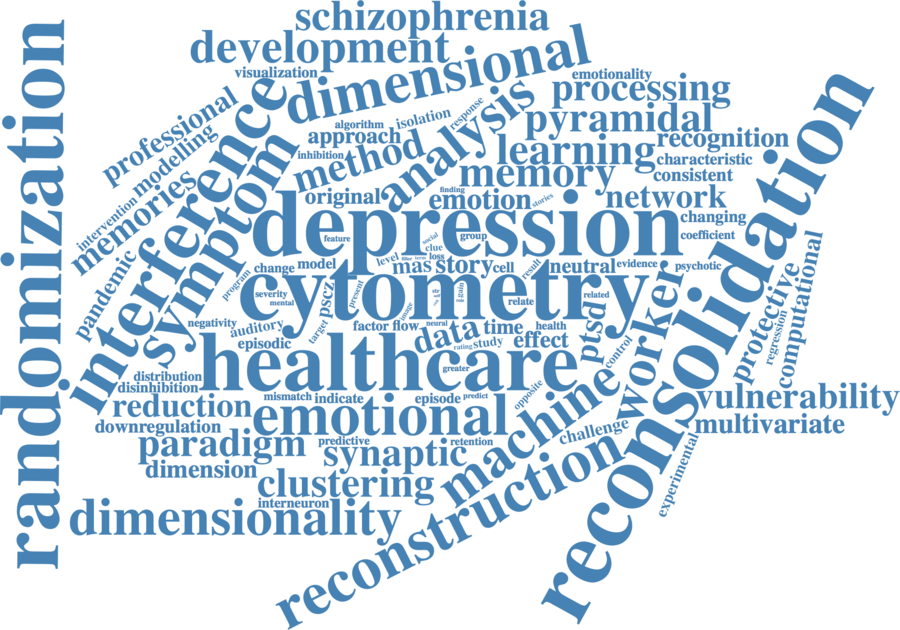 schizophrenia
development
dimensional
visualization
emotionality
processing
professional
algorithm
isolation
response
pyramidal
modelling
approach
analysis
interference
inhibition
method
learning
recognition
characteristic
consistent
memory
intervention
memories
symptom
original
finding
emotion
stories
network
randomization
reconsolidation
depression
changing
coefficient
feature
social
group
clue
pandemic
program
change
model
level
loss
mas
story
cell
result
neutral
evidence
psychotic
cytometry
severity
mental
pscz
present
image
gain
relate
related
ptsd
worker
protective
computational
regression
negativity
auditory
episodic
target
factor
flow
neural
data
time
health
effect
rating
study
control
healthcare
greater
distribution
disinhibition
reduction
mismatch
indicate
episode
predict
opposite
machine
vulnerability
multivariate
downregulation
emotional
challenge
paradigm
predictive
synaptic
retention
dimension
clustering
experimental
interneuron
dimensionality
reconstruction